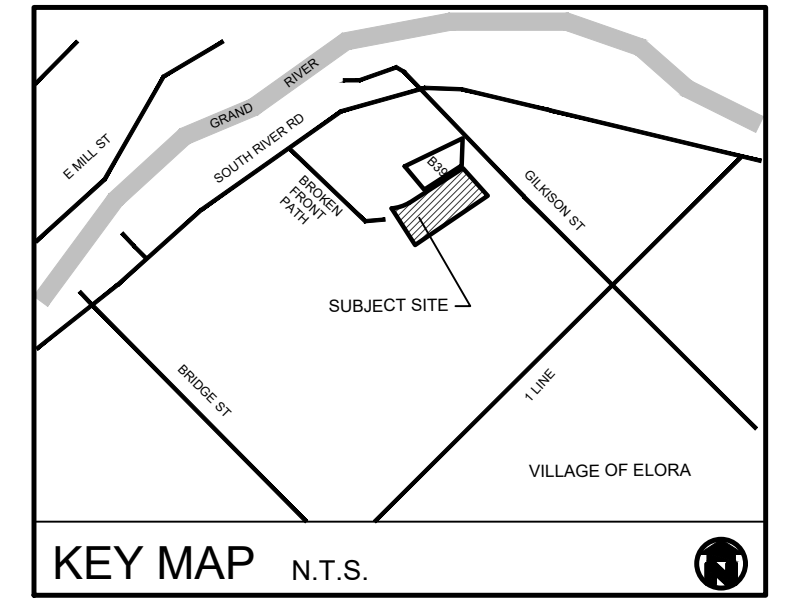 GRAND RIVER
E MILL ST
SOUTH RIVER RD
BROKEN
FRONT
PATH
B39
GILKISON ST
SUBJECT SITE
BRIDGE ST
1 LINE
VILLAGE OF ELORA
KEY MAP N.T.S.
N